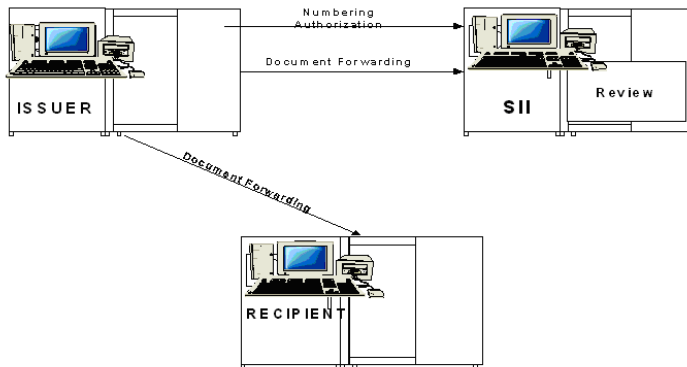 Numbering
Authorization
Document Forwarding
ISSUER
SII
Review
Document Forwarding
RECIPIENT